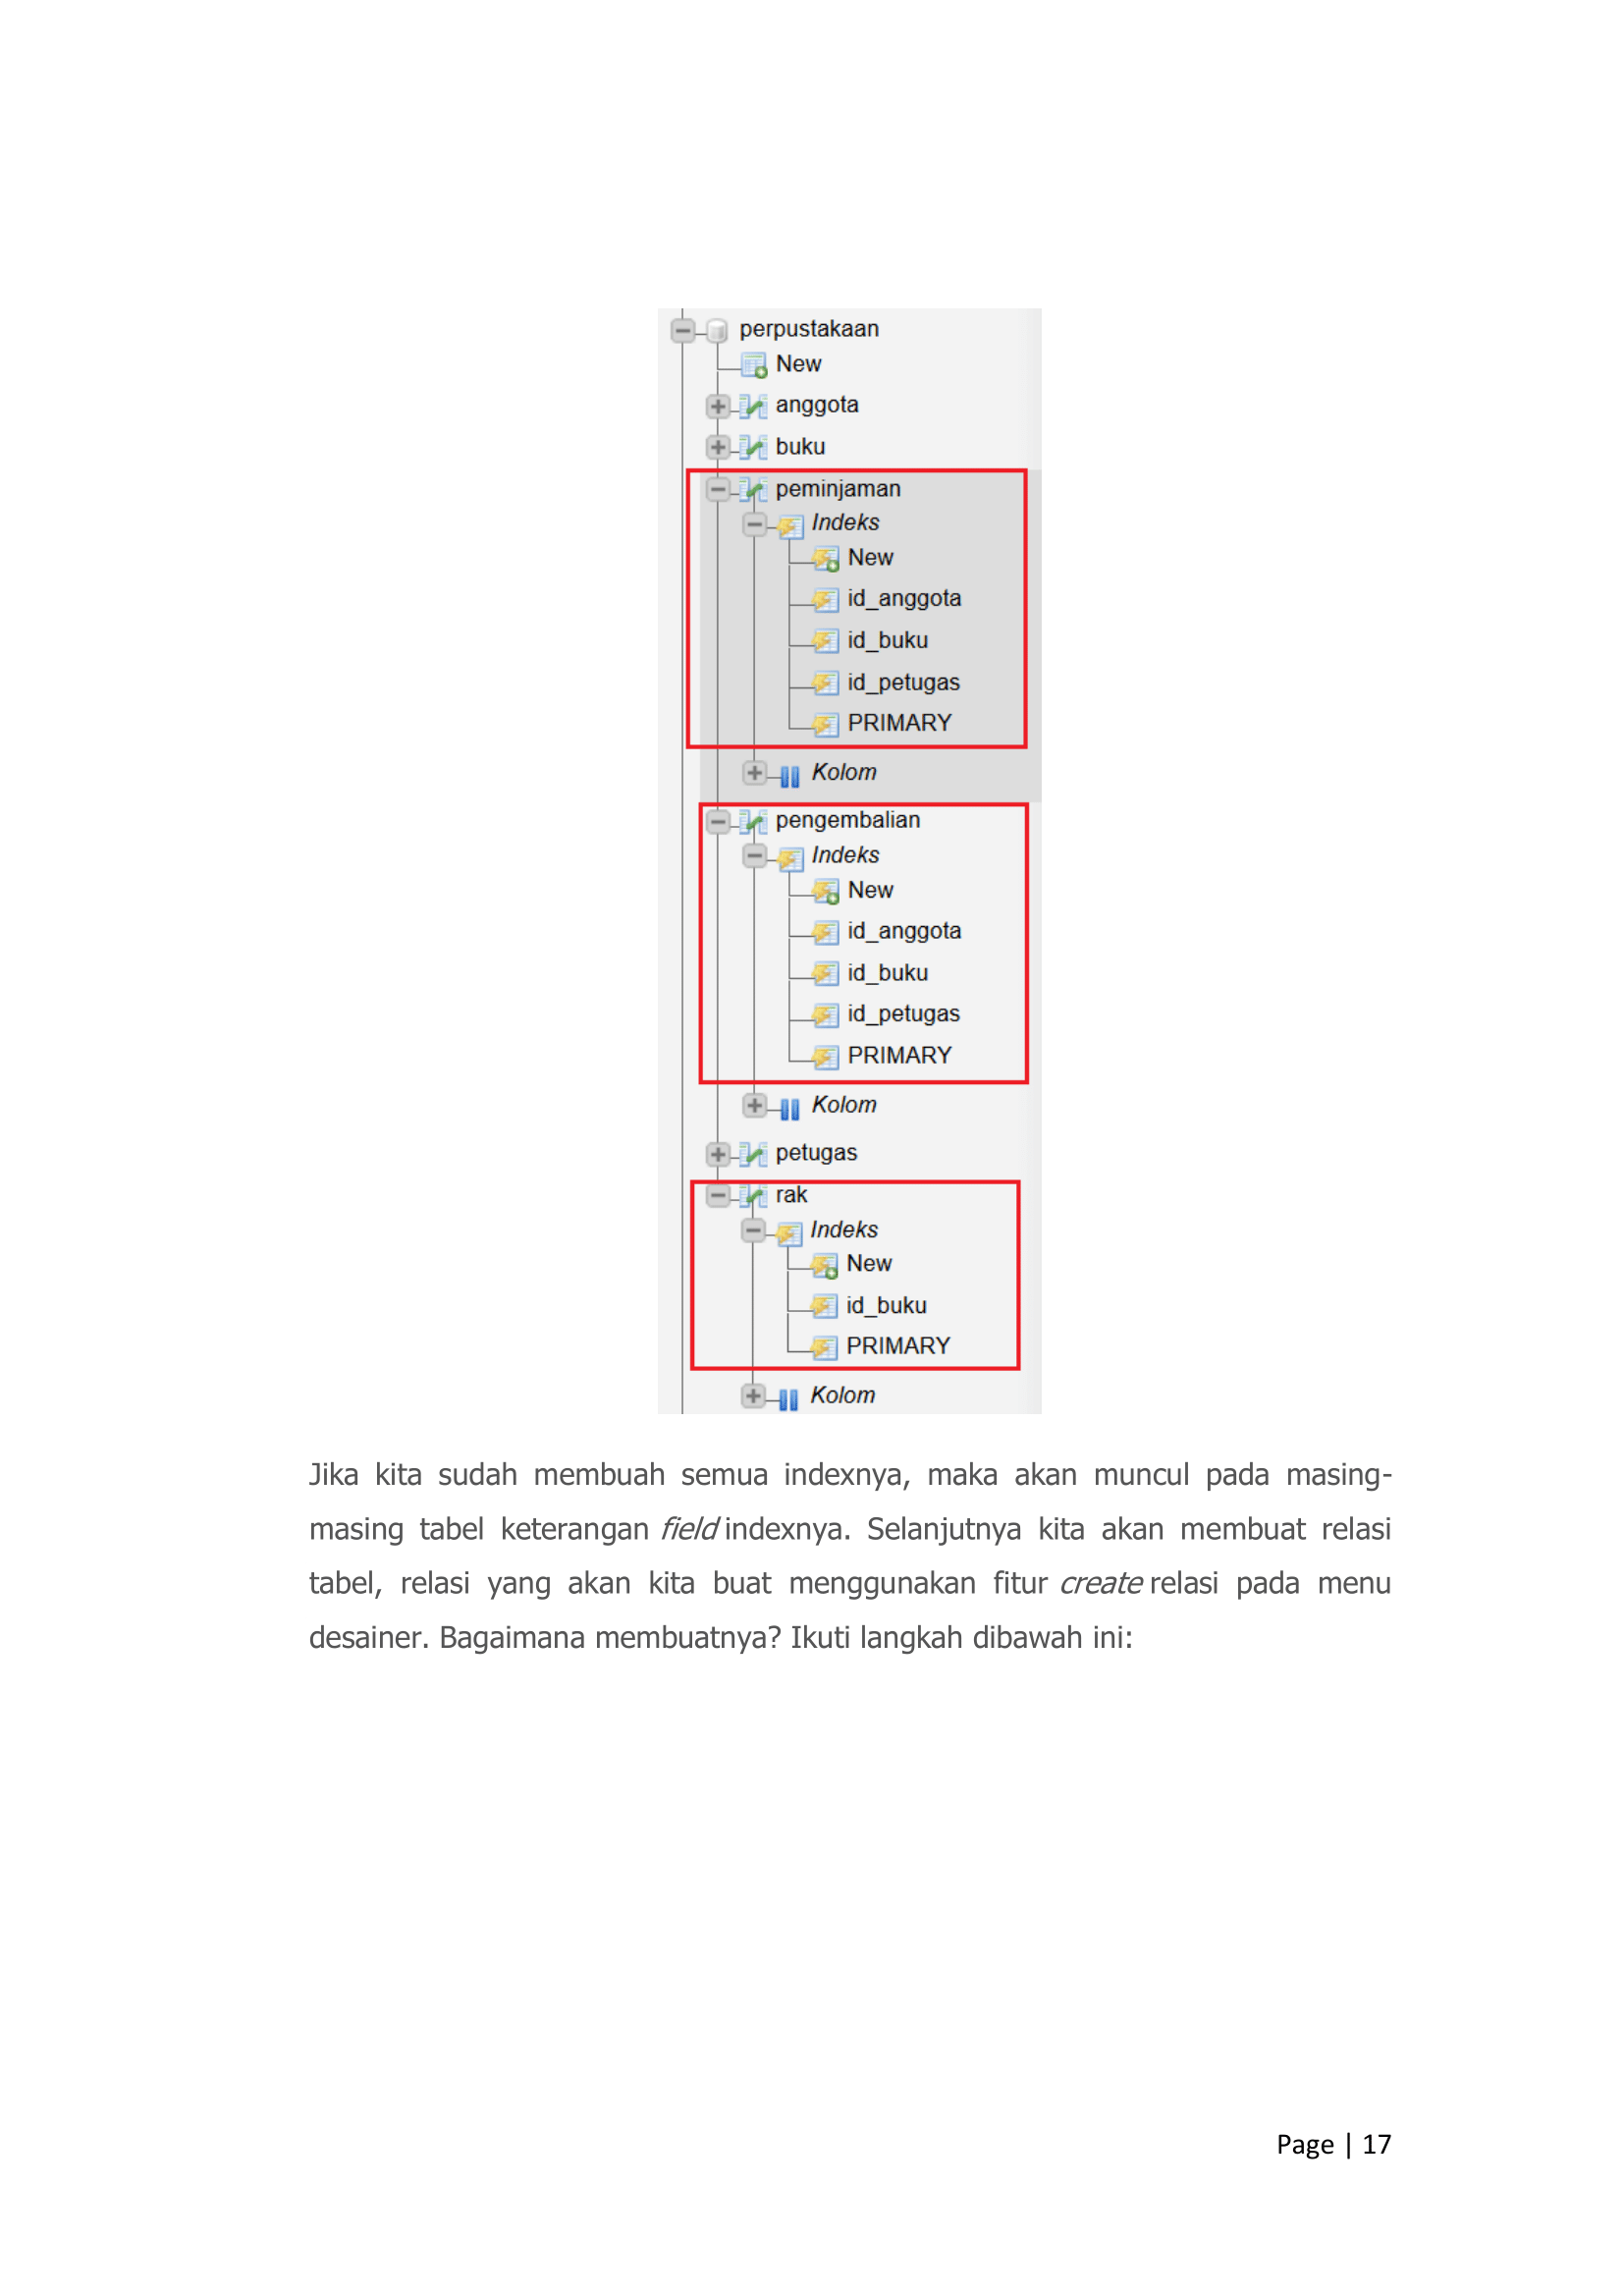 perpustakaan
New
anggota
buku
peminjaman
Indeks
New
id_anggota
id_buku
id_petugas
PRIMARY
Kolom
pengembalian
Indeks
New
id_anggota
id_buku
id_petugas
PRIMARY
Kolom
petugas
rak
Indeks
New
id_buku
PRIMARY
Kolom
Jika kita sudah membuah semua indexnya, maka akan muncul pada masing-
masing tabel keterangan field indexnya. Selanjutnya kita akan membuat relasi
tabel, relasi yang akan kita buat menggunakan fitur create relasi pada menu
desainer. Bagaimana membuatnya? Ikuti langkah dibawah ini:
Page | 17